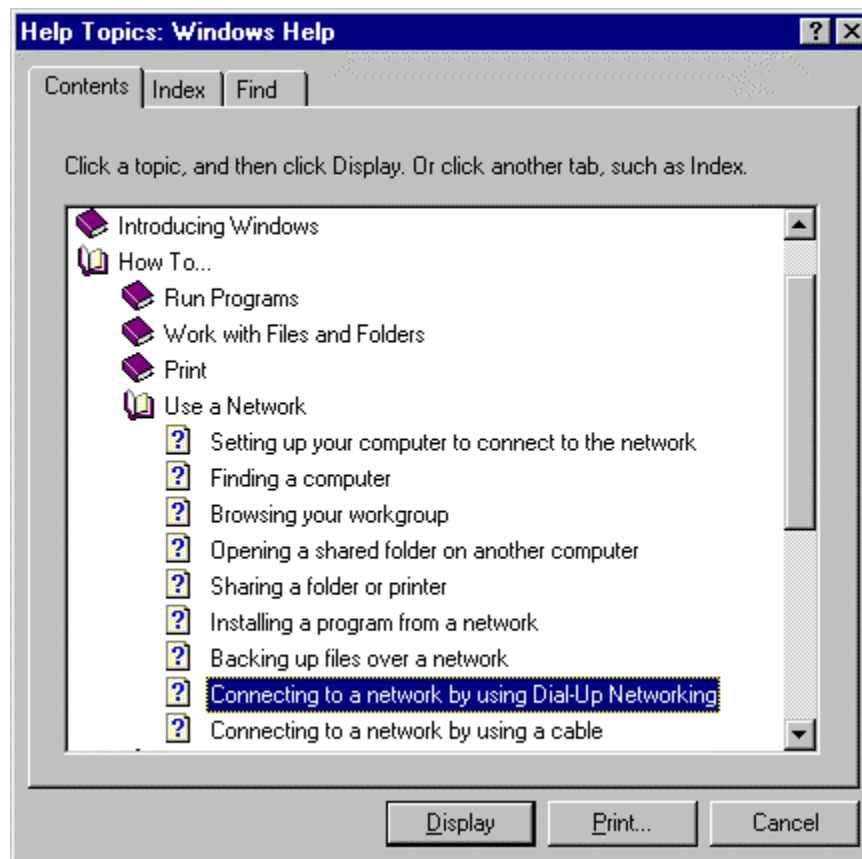 Help Topics: Windows Help
Contents Index Find
Click a topic, and then click Display. Or click another tab, such as Index.
Introducing Windows
How To...
Run Programs
Work with Files and Folders
Print
Use a Network
Setting up your computer to connect to the network
Finding a computer
Browsing your workgroup
Opening a shared folder on another computer
Sharing a folder or printer
Installing a program from a network
Backing up files over a network
Connecting to a network by using Dial-Up Networking
Connecting to a network by using a cable
Display Print... Cancel